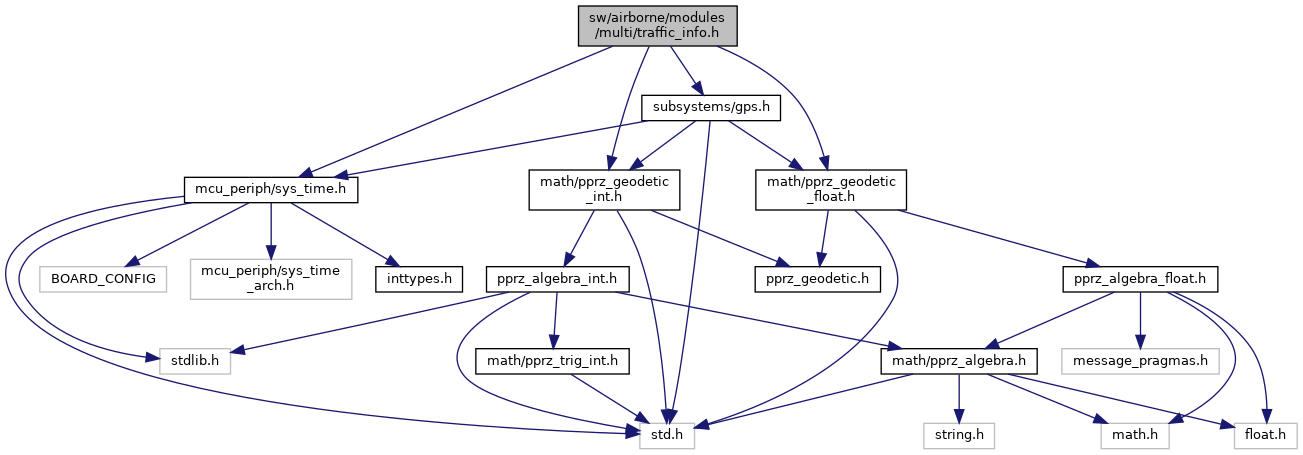 sw/airborne/modules
/multi/traffic_info.h
subsystems/gps.h
mcu_periph/sys_time.h
math/pprz_geodetic
_int.h
math/pprz_geodetic
_float.h
BOARD_CONFIG
mcu_periph/sys_time
_arch.h
inttypes.h
pprz_algebra_int.h
pprz_geodetic.h
pprz_algebra_float.h
stdlib.h
math/pprz_trig_int.h
math/pprz_algebra.h
message_pragmas.h
std.h
string.h
math.h
float.h